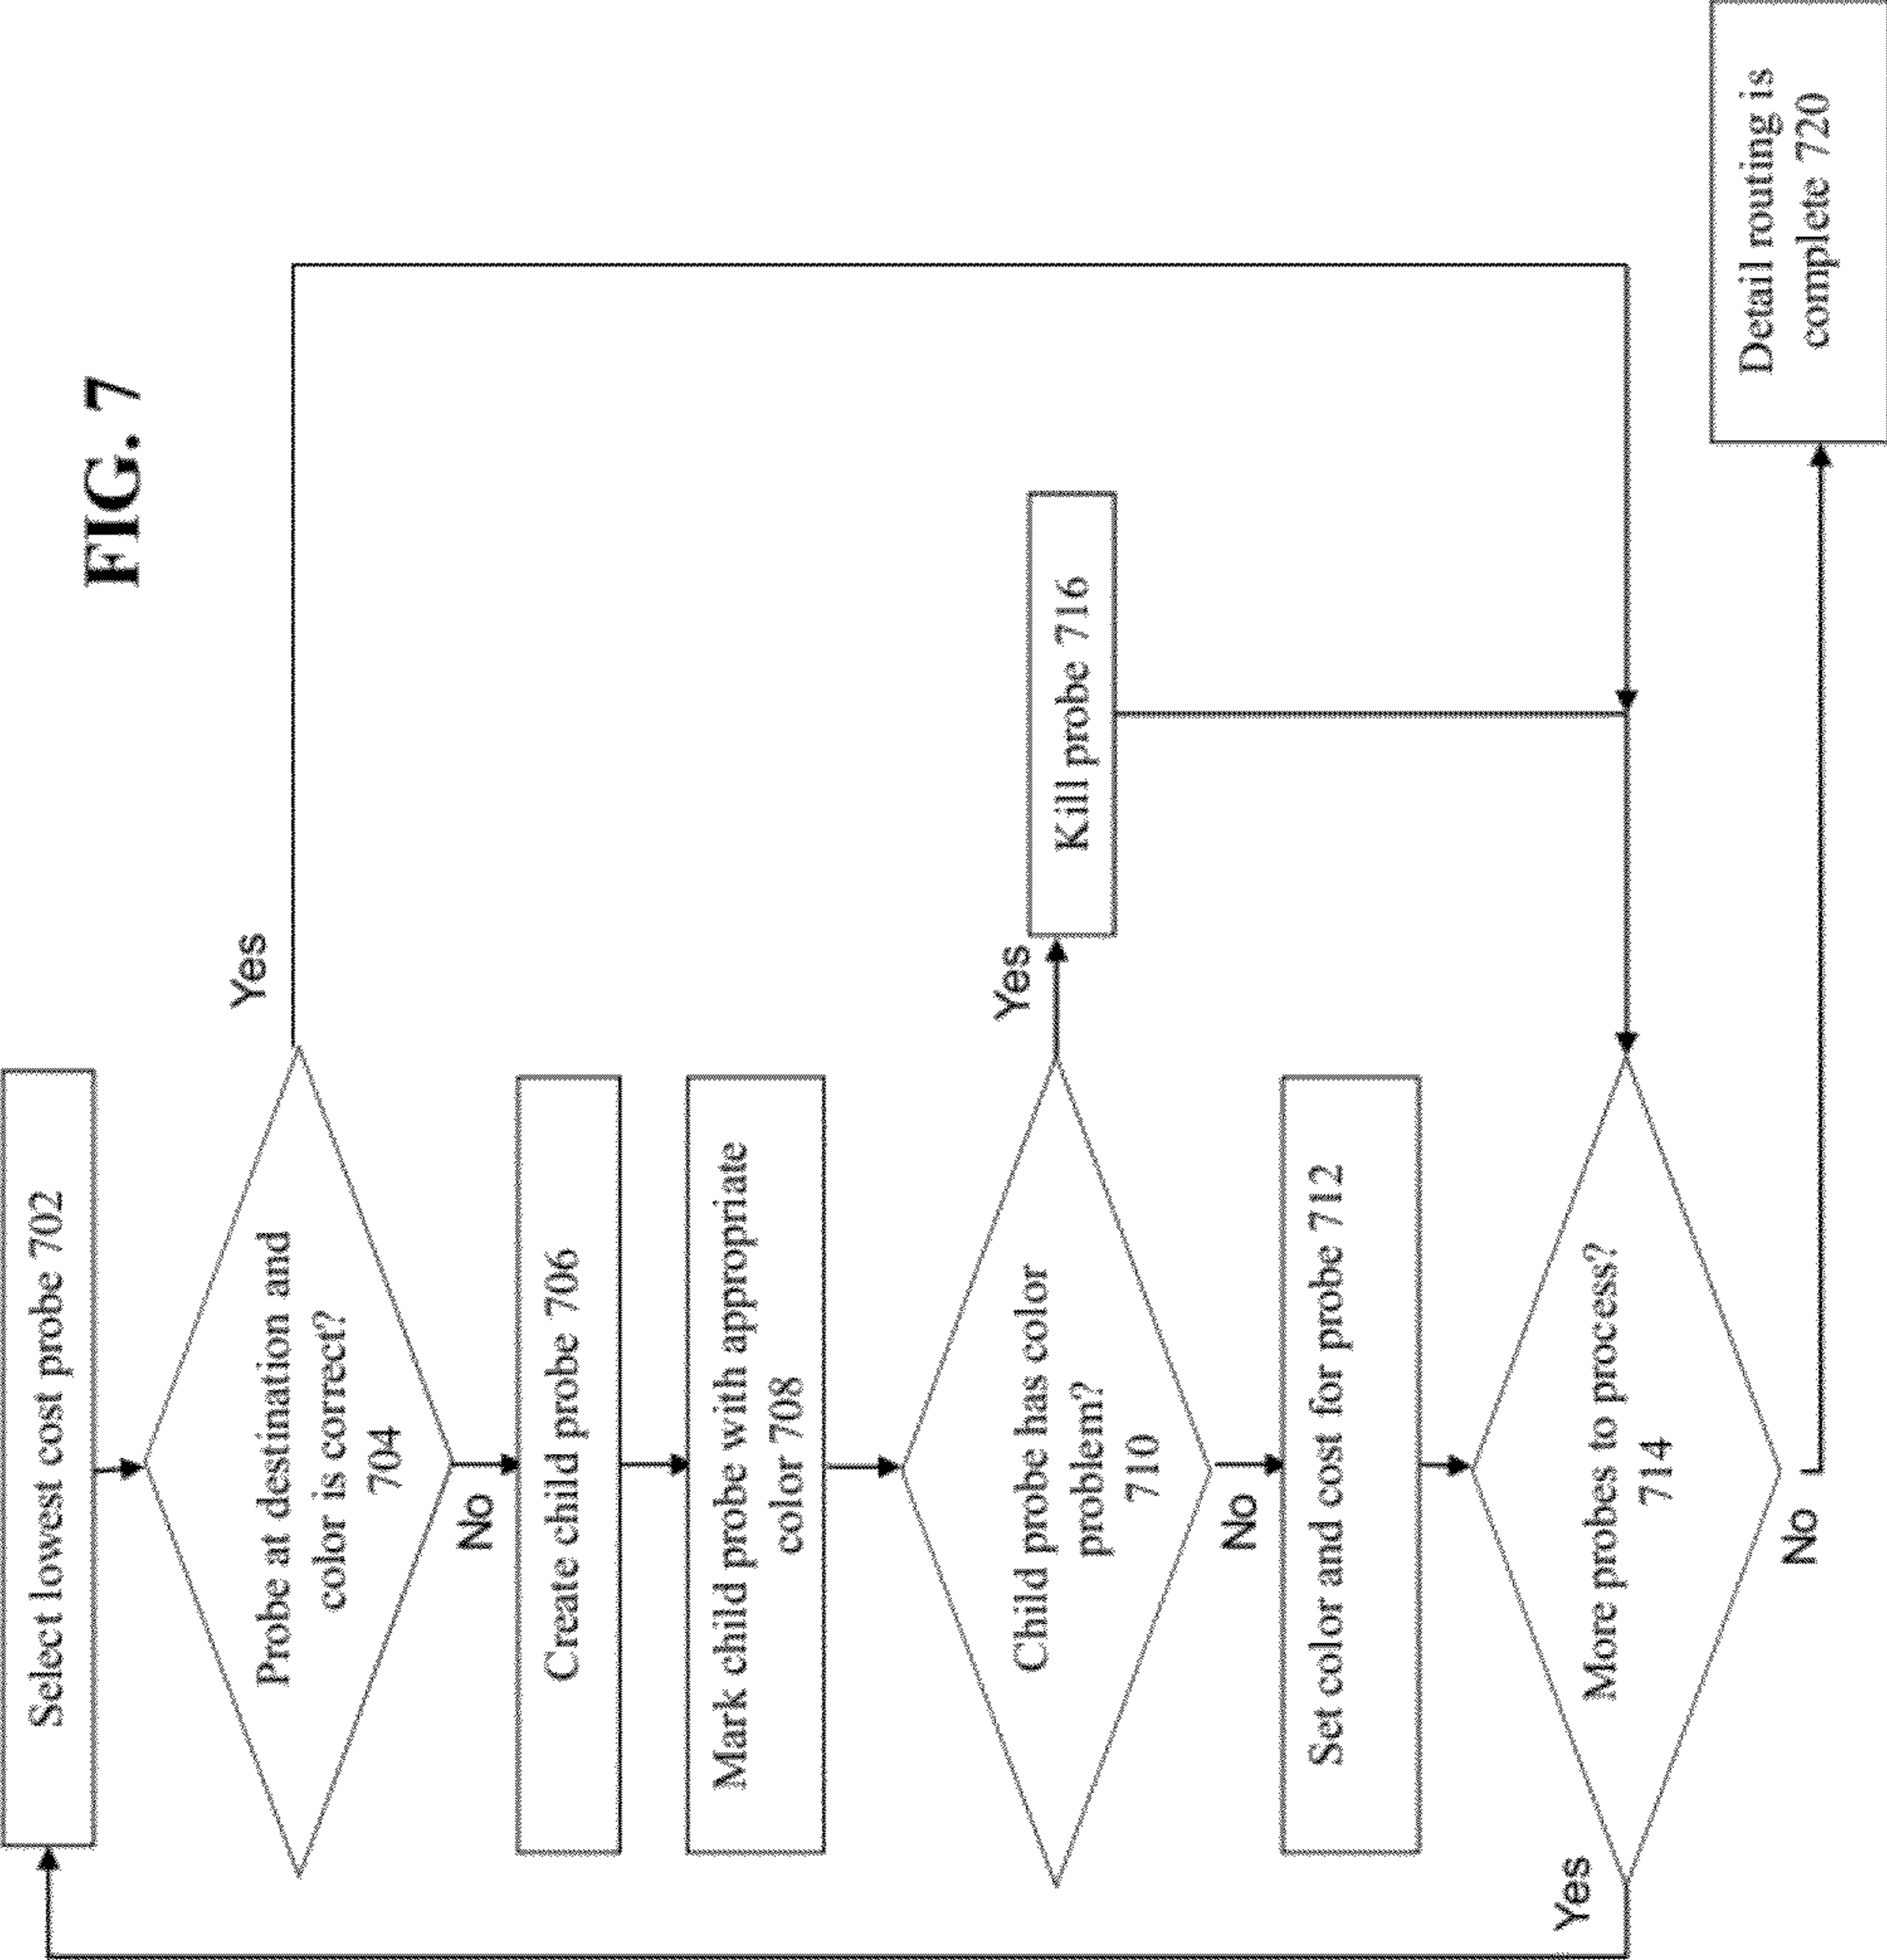 FIG. 7
Select lowest cost probe 702
Probe at destination and
color is correct?
704
Yes
No
Create child probe 706
Mark child probe with appropriate
color 708
Child probe has color
problem?
710
Yes
Kill probe 716
No
Set color and cost for probe 712
More probes to process?
714
Yes
No
Detail routing is
complete 720